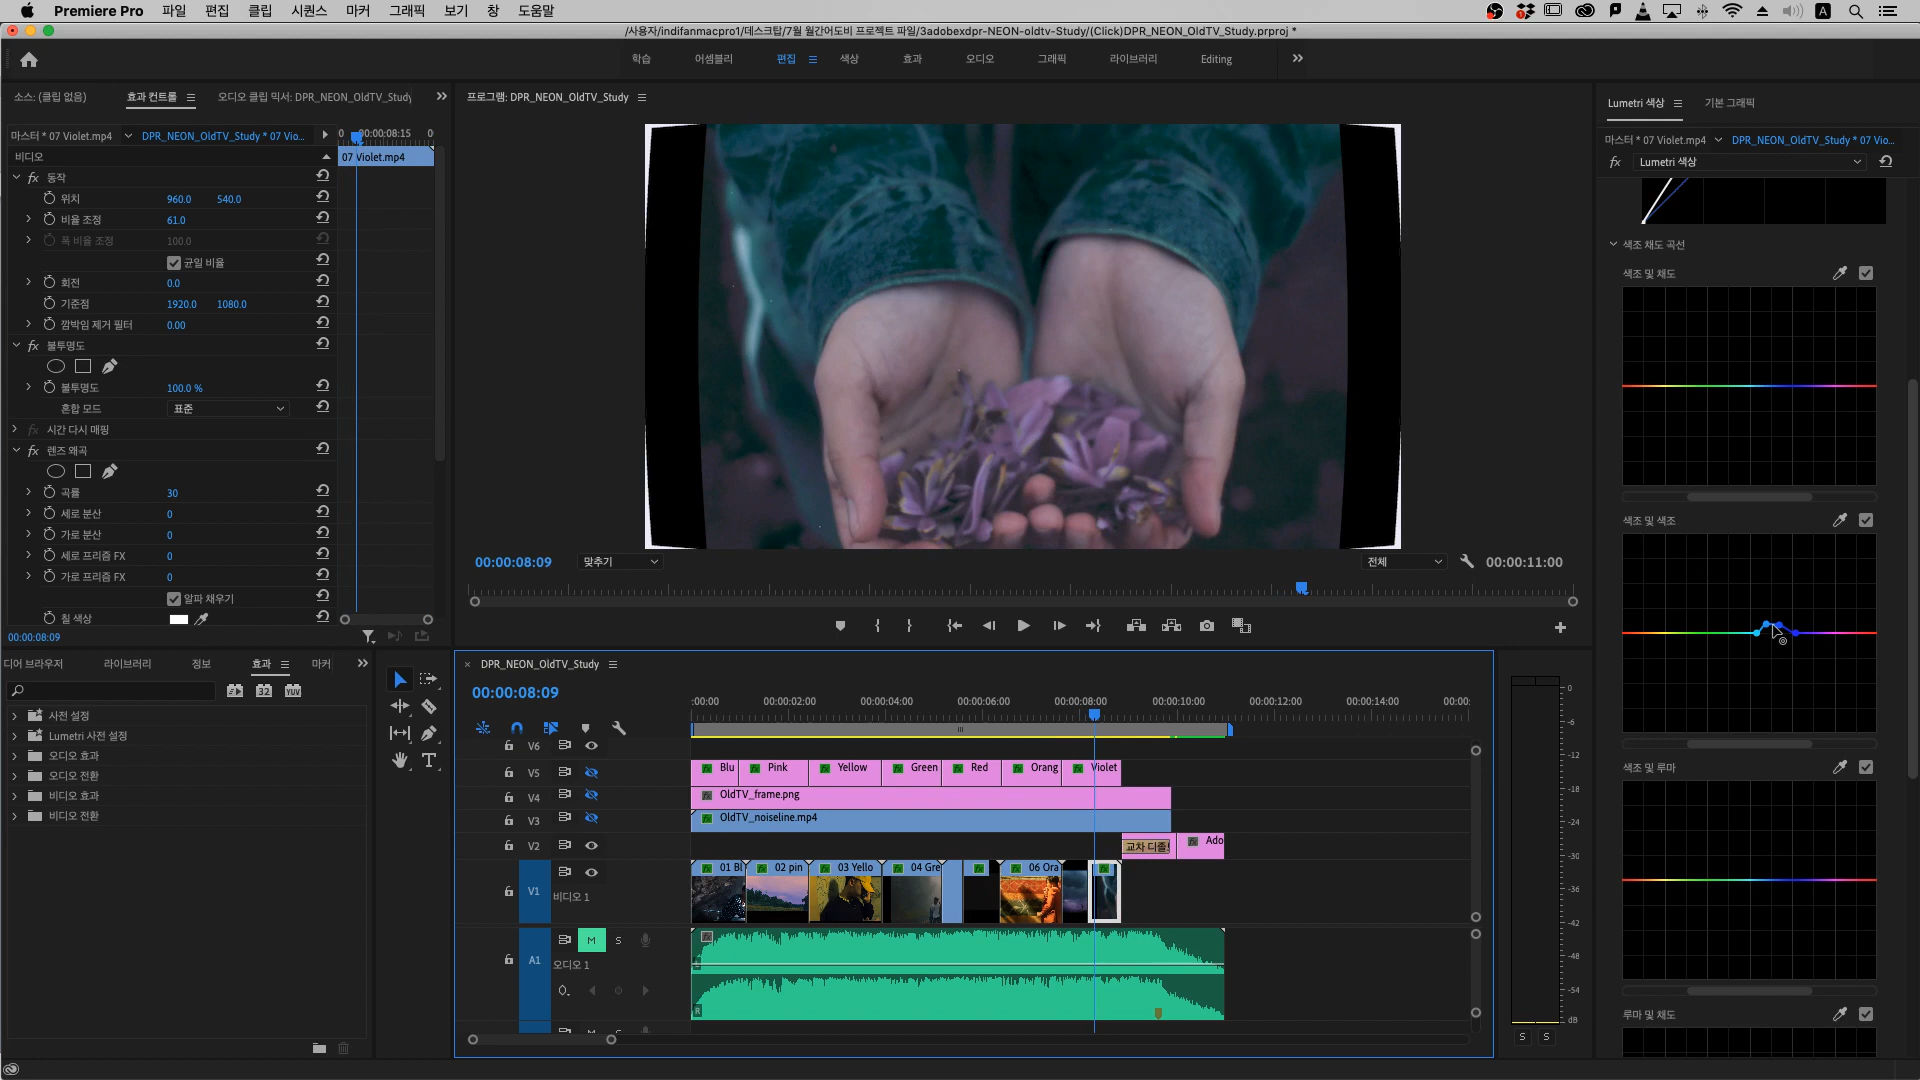 Premiere Pro 파일 편집 클립 시퀀스 마커 그래픽 보기 창 도움말
/사용자/indifanmacpro1/데스크탑/7월 월간어도비 프로젝트 파일/3adobexdpr-NEON-oldtv-Study/(Click)DPR_NEON_OldTV_Study.prproj *
학습 어셈블리 편집 색상 효과 오디오 그래픽 라이브러리 Editing
소스: (클립 없음) 효과 컨트롤 오디오 클립 믹서: DPR_NEON_OldTV_Study
마스터 * 07 Violet.mp4 DPR_NEON_OldTV_Study * 07 Vio... 00:00:08:15
비디오 07 Violet.mp4
fx 동작
위치 960.0 540.0
비율 조정 61.0
폭 비율 조정 100.0
균일 비율
회전 0.0
기준점 1920.0 1080.0
깜박임 제거 필터 0.00
fx 불투명도
불투명도 100.0 %
혼합 모드 표준
fx 시간 다시 매핑
fx 렌즈 왜곡
곡률 30
세로 분산 0
가로 분산 0
세로 프리즘 FX 0
가로 프리즘 FX 0
알파 채우기
칠 색상
00:00:08:09
프로그램: DPR_NEON_OldTV_Study
00:00:08:09 맞추기 전체 00:00:11:00
Lumetri 색상 기본 그래픽
마스터 * 07 Violet.mp4 DPR_NEON_OldTV_Study * 07 Vio...
fx Lumetri 색상
색조 채도 곡선
색조 및 채도
색조 및 색조
색조 및 루마
루마 및 채도
디어 브라우저 라이브러리 정보 효과 마커
32 YUV
사전 설정
Lumetri 사전 설정
오디오 효과
오디오 전환
비디오 효과
비디오 전환
× DPR_NEON_OldTV_Study
00:00:08:09
:00:00 00:00:02:00 00:00:04:00 00:00:06:00 00:00:08:00 00:00:10:00 00:00:12:00 00:00:14:00 00:00:
V6
V5 Blu Pink Yellow Green Red Orang Violet
V4 OldTV_frame.png
V3 OldTV_noiseline.mp4
V2 교차 디졸 Ado
V1 비디오 1 01 Bl 02 pin 03 Yello 04 Gre 06 Ora
A1 M S
오디오 1
L
R
M S
0
-6
-12
-18
-24
-30
-36
-42
-48
-54
dB
S S